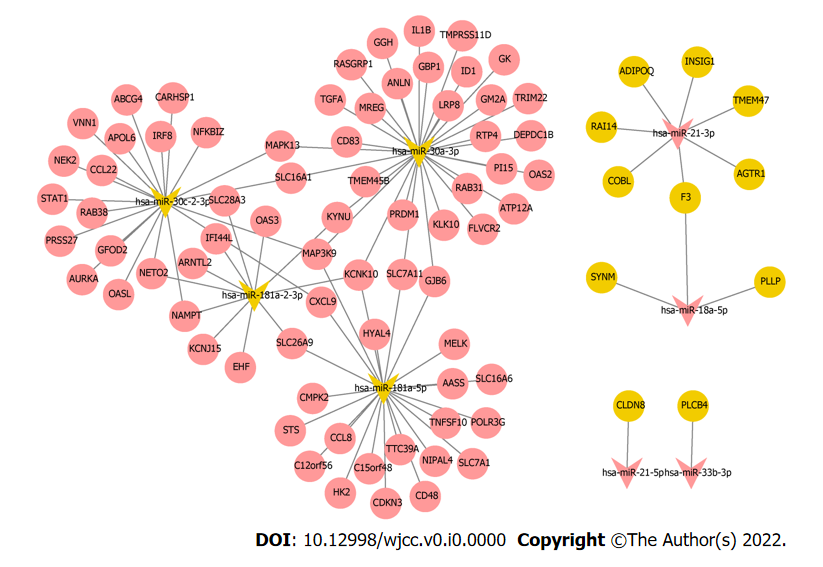 IL1B
TMPRSS11D
GGH
GK
RASGRP1
GBP1
ID1
ANLN
TGFA
MREG
LRP8
GM2A
TRIM22
CD83
RTP4
DEPDC1B
hsa-miR-30a-3p
PI15
OAS2
TMEM45B
RAB31
ATP12A
PRDM1
KLK10
FLVCR2
KYNU
MAPK13
SLC16A1
ABCG4
CARHSP1
VNN1
APOL6
IRF8
NFKBIZ
NEK2
CCL22
STAT1
RAB38
hsa-miR-30c-2-3p
SLC28A3
PRSS27
GFOD2
IFI44L
OAS3
AURKA
OASL
NETO2
ARNTL2
MAP3K9
KCNK10
SLC7A11
GJB6
hsa-miR-181a-2-3p
NAMPT
CXCL9
KCNJ15
EHF
SLC26A9
HYAL4
MELK
hsa-miR-181a-5p
AASS
SLC16A6
CMPK2
STS
CCL8
TNFSF10
POLR3G
TTC39A
C12orf56
C15orf48
NIPAL4
SLC7A1
HK2
CDKN3
CD48
INSIG1
ADIPOQ
TMEM47
RAI14
hsa-miR-21-3p
COBL
AGTR1
F3
SYNM
PLLP
hsa-miR-18a-5p
CLDN8
PLCB4
hsa-miR-21-5p
hsa-miR-33b-3p
DOI: 10.12998/wjcc.v0.i0.0000 Copyright ©The Author(s) 2022.